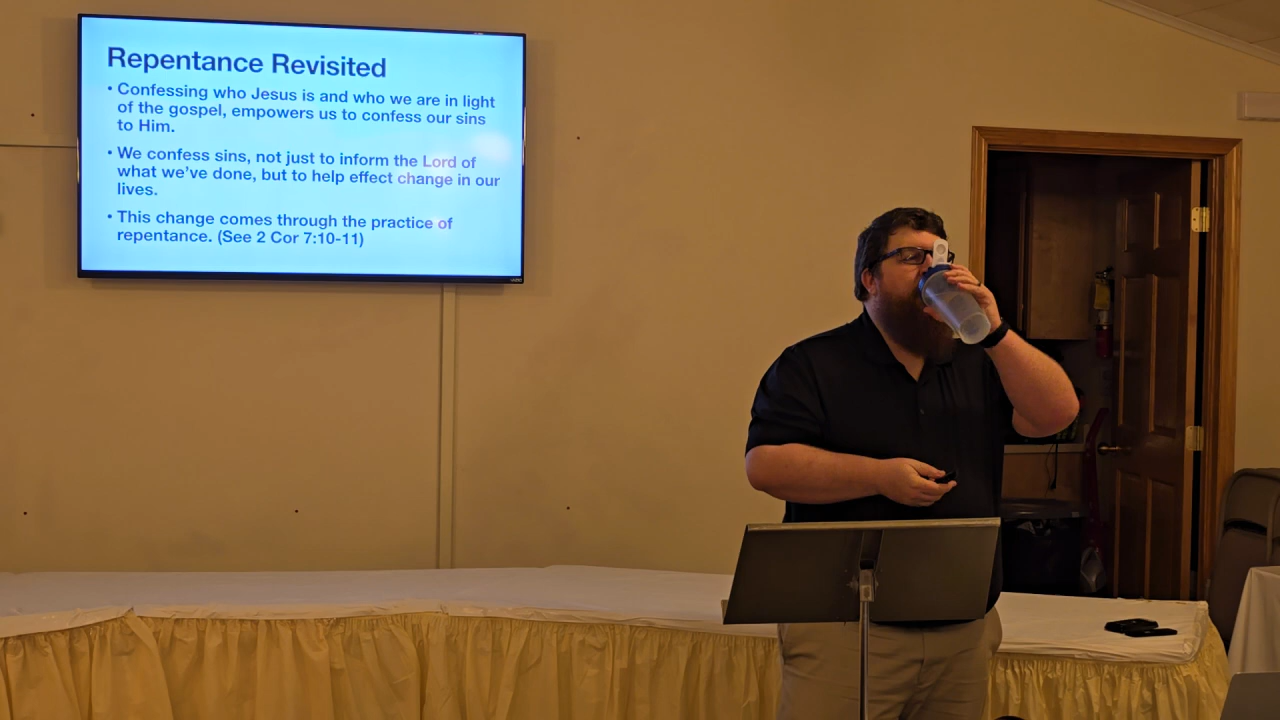 Repentance Revisited
• Confessing who Jesus is and who we are in light
of the gospel, empowers us to confess our sins
to Him.
• We confess sins, not just to inform the Lord of
what we've done, but to help effect change in our
lives.
• This change comes through the practice of
repentance. (See 2 Cor 7:10-11)
VIZIO